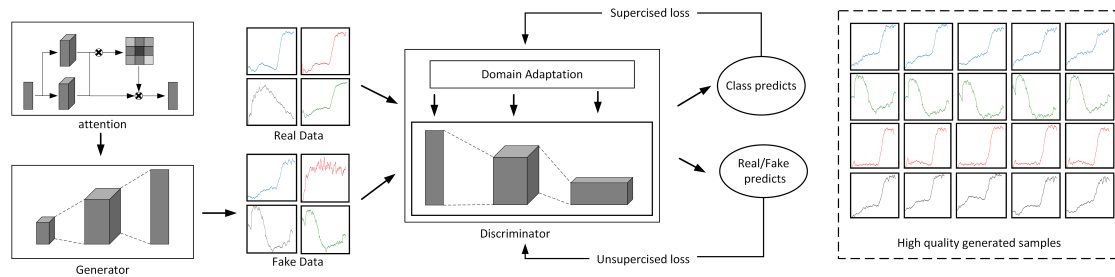 attention
Generator
Real Data
Fake Data
Supercised loss
Domain Adaptation
Discriminator
Unsupercised loss
Class predicts
Real/Fake
predicts
High quality generated samples